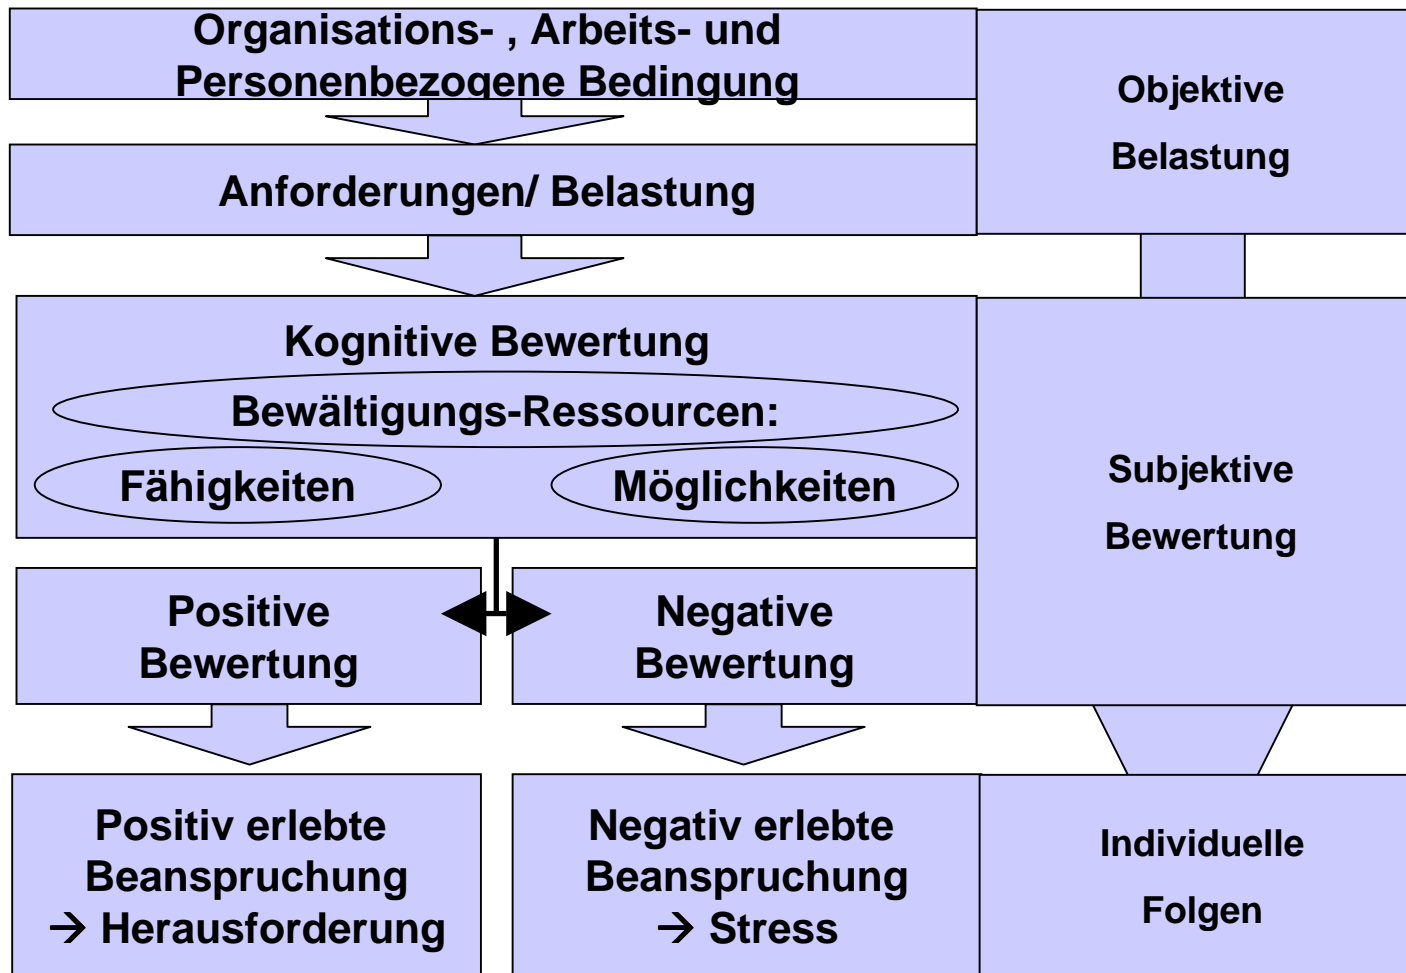 Organisations- , Arbeits- und
Personenbezogene Bedingung
Objektive
Belastung
Anforderungen/ Belastung
Kognitive Bewertung
Bewältigungs-Ressourcen:
Fähigkeiten
Möglichkeiten
Subjektive
Bewertung
Positive
Bewertung
Negative
Bewertung
Positiv erlebte
Beanspruchung
→ Herausforderung
Negativ erlebte
Beanspruchung
→ Stress
Individuelle
Folgen